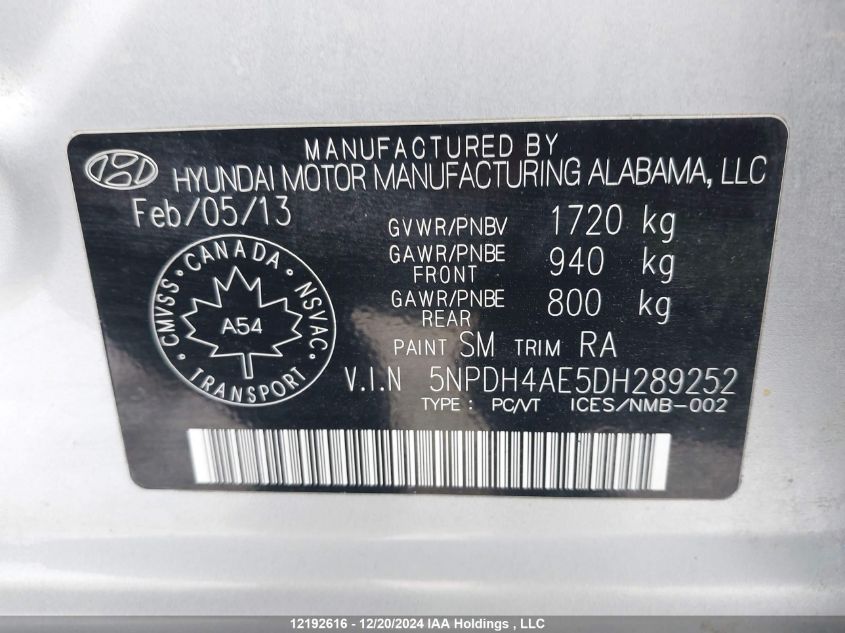 MANUFACTURED BY
HYUNDAI MOTOR MANUFACTURING ALABAMA, LLC
Feb/05/13
GVWR/PNBV 1720 kg
GAWR/PNBE FRONT 940 kg
GAWR/PNBE REAR 800 kg
PAINT SM TRIM RA
CMVSS • CANADA • NSVAC • TRANSPORT •
A54
V.I.N 5NPDH4AE5DH289252
TYPE : PC/VT ICES/NMB-002
12192616 - 12/20/2024 IAA Holdings , LLC